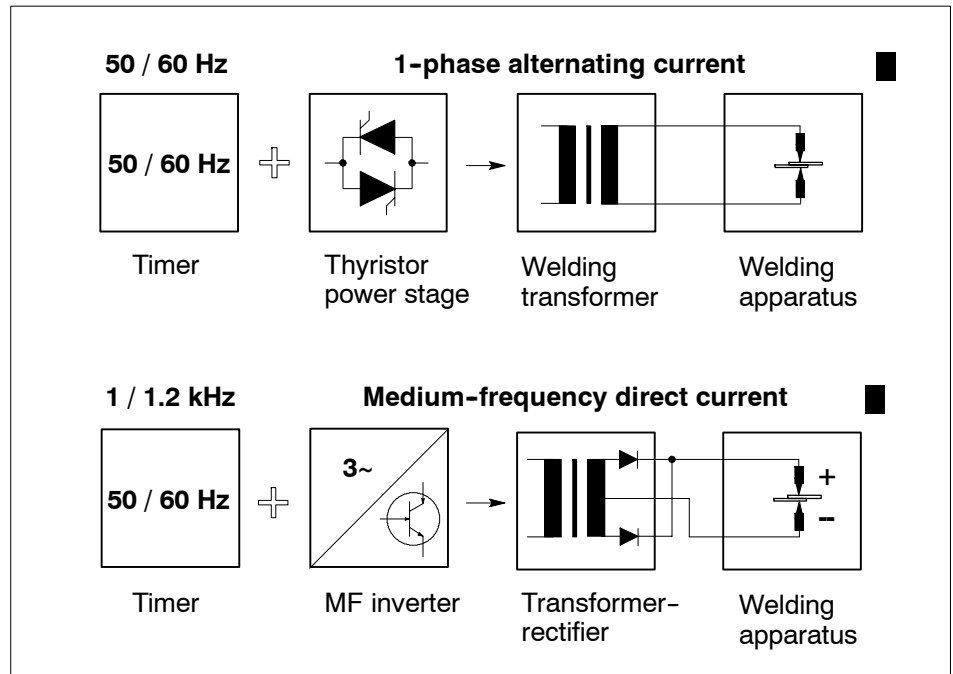 50 / 60 Hz
1-phase alternating current
50 / 60 Hz
Timer
Thyristor
power stage
Welding
transformer
Welding
apparatus
1 / 1.2 kHz
Medium-frequency direct current
50 / 60 Hz
3~
+
--
Timer
MF inverter
Transformer-
rectifier
Welding
apparatus